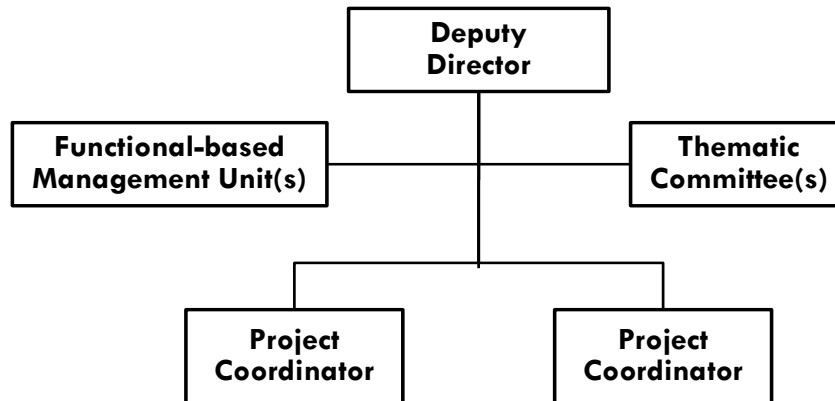 Deputy
Director
Functional-based
Management Unit(s)
Thematic
Committee(s)
Project
Coordinator
Project
Coordinator